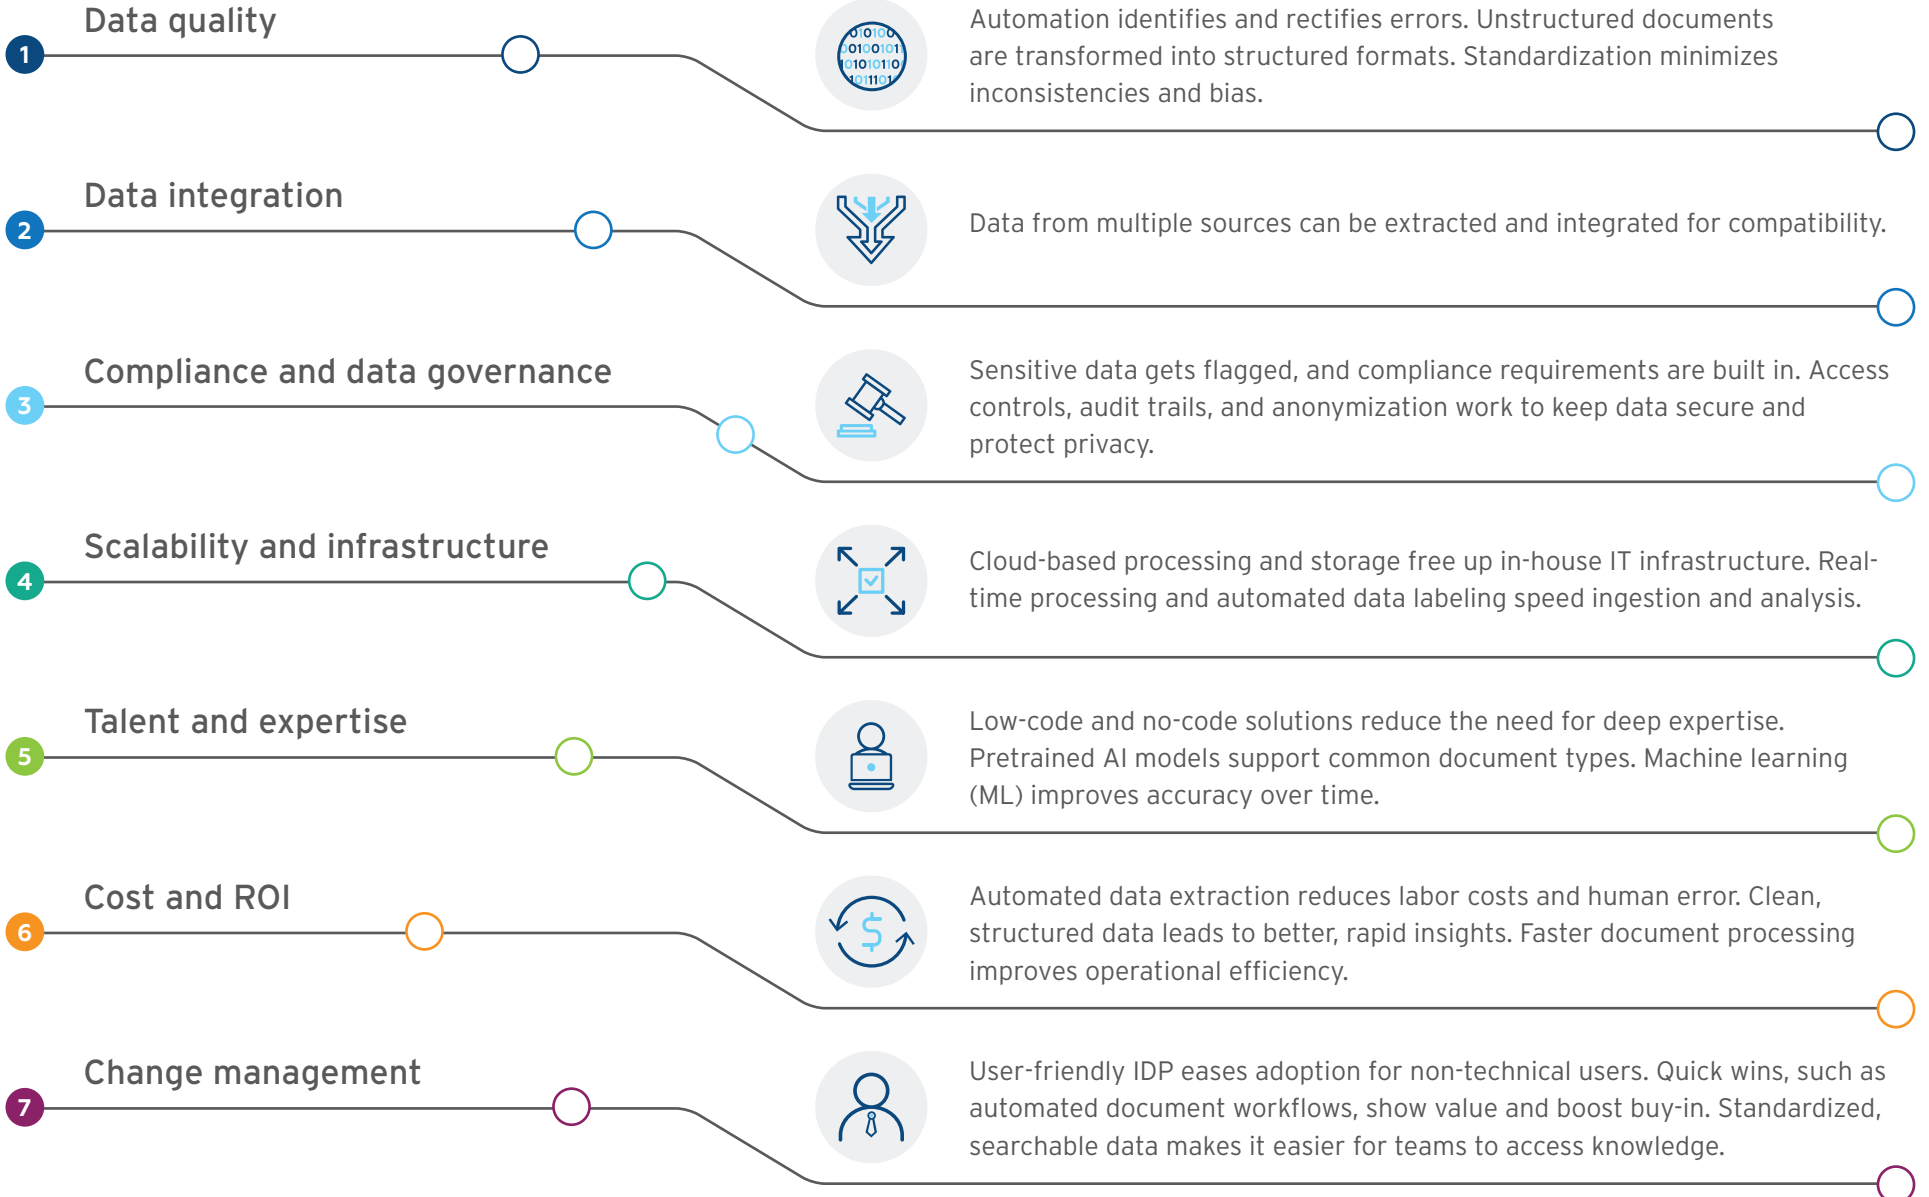 Data quality
1
Automation identifies and rectifies errors. Unstructured documents
are transformed into structured formats. Standardization minimizes
inconsistencies and bias.
Data integration
2
Data from multiple sources can be extracted and integrated for compatibility.
Compliance and data governance
3
Sensitive data gets flagged, and compliance requirements are built in. Access
controls, audit trails, and anonymization work to keep data secure and
protect privacy.
Scalability and infrastructure
4
Cloud-based processing and storage free up in-house IT infrastructure. Real-
time processing and automated data labeling speed ingestion and analysis.
Talent and expertise
5
Low-code and no-code solutions reduce the need for deep expertise.
Pretrained AI models support common document types. Machine learning
(ML) improves accuracy over time.
Cost and ROI
6
$
Automated data extraction reduces labor costs and human error. Clean,
structured data leads to better, rapid insights. Faster document processing
improves operational efficiency.
Change management
7
User-friendly IDP eases adoption for non-technical users. Quick wins, such as
automated document workflows, show value and boost buy-in. Standardized,
searchable data makes it easier for teams to access knowledge.